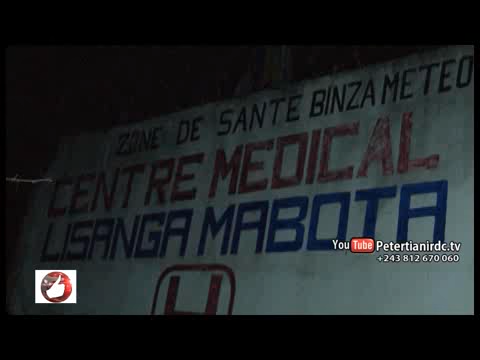 ZONE DE SANTE BINZA METEO
CENTRE MEDICAL
LISANGA MABOTA
H
YouTube Petertianirdc.tv
+243 812 670 060